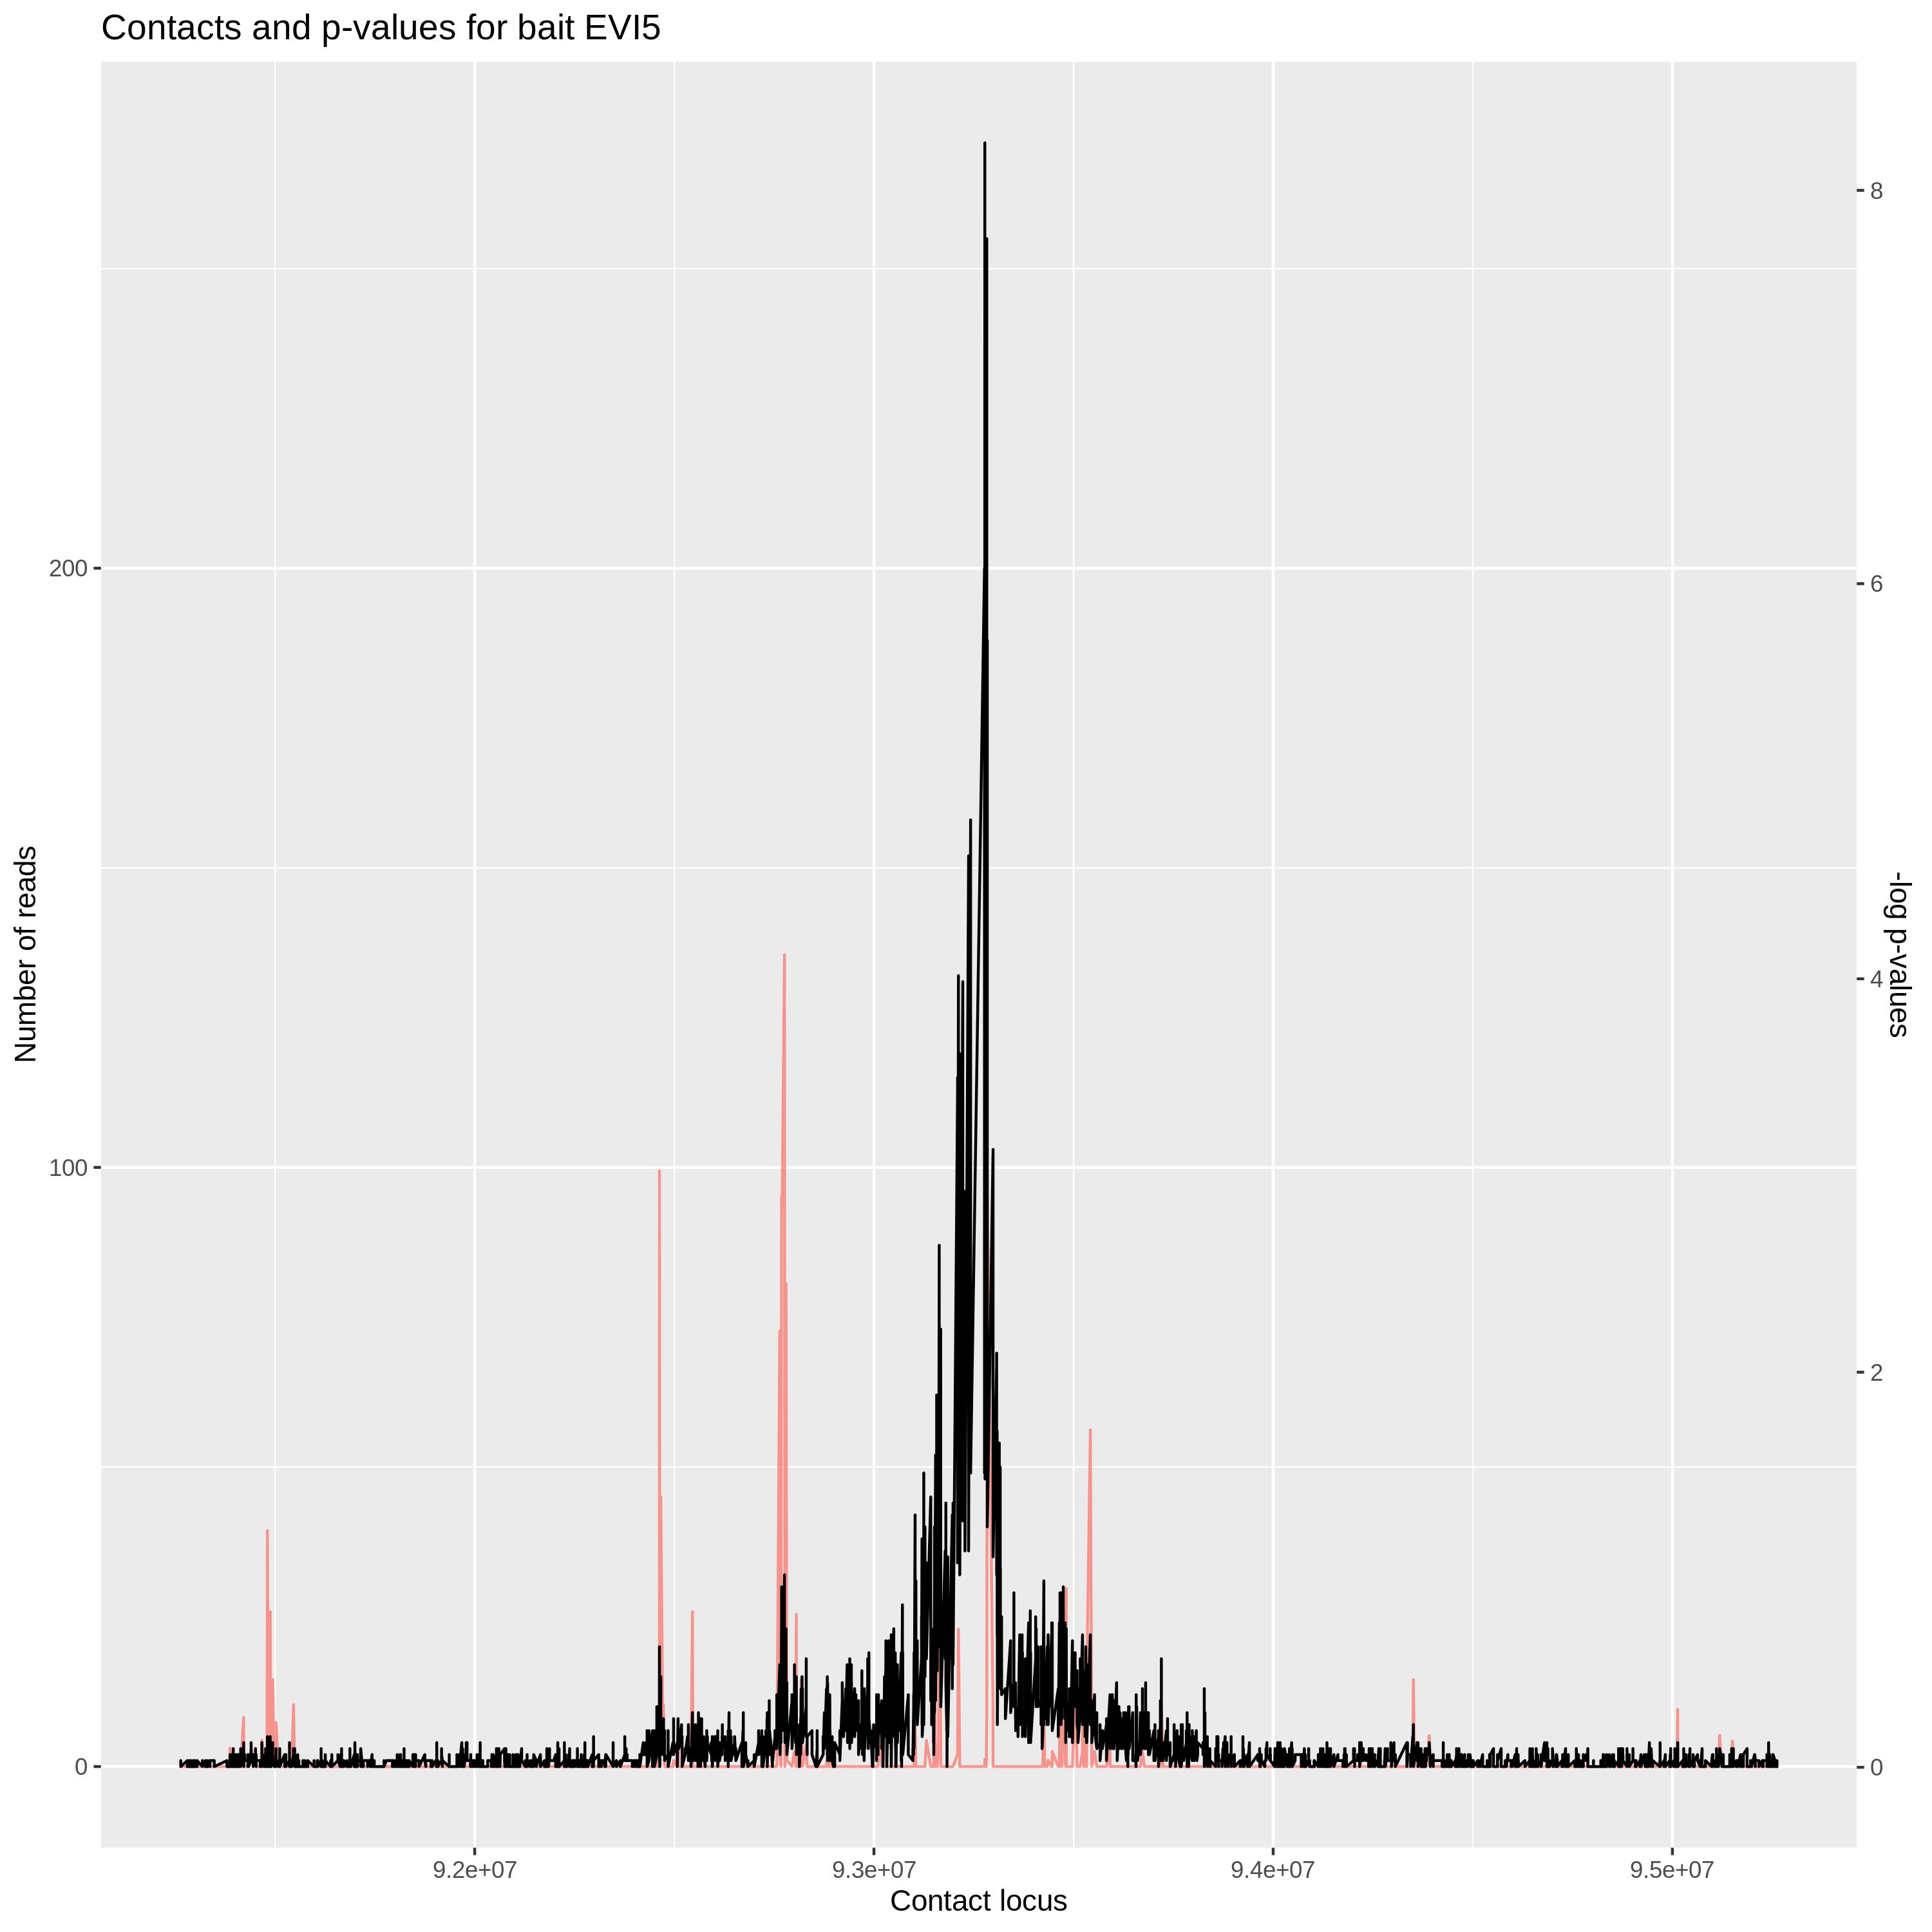 Contacts and p-values for bait EVI5
Number of reads
200
100
0
8
6
4
2
0
-log p-values
9.2e+07 9.3e+07 9.4e+07 9.5e+07
Contact locus